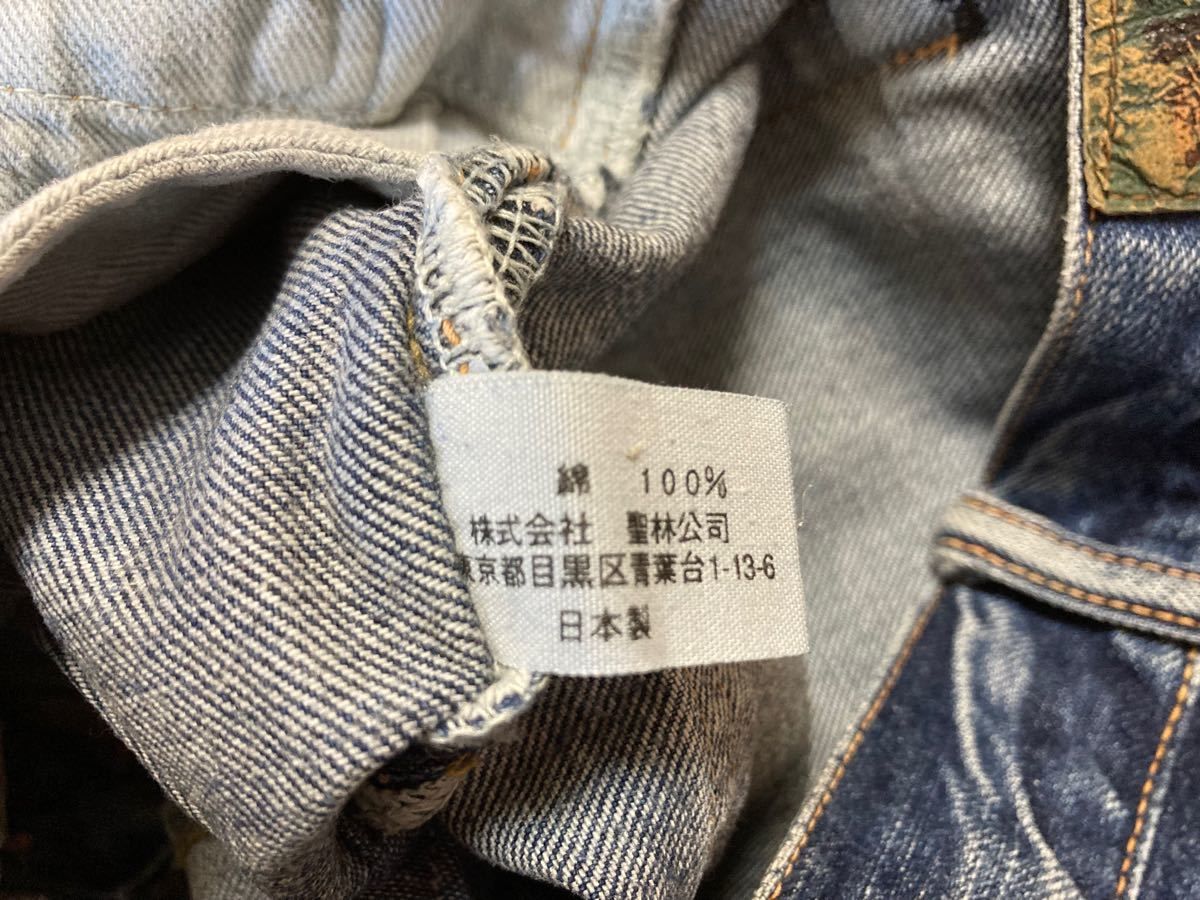 綿 100%
株式会社 聖林公司
東京都目黒区青葉台1-13-6
日本製